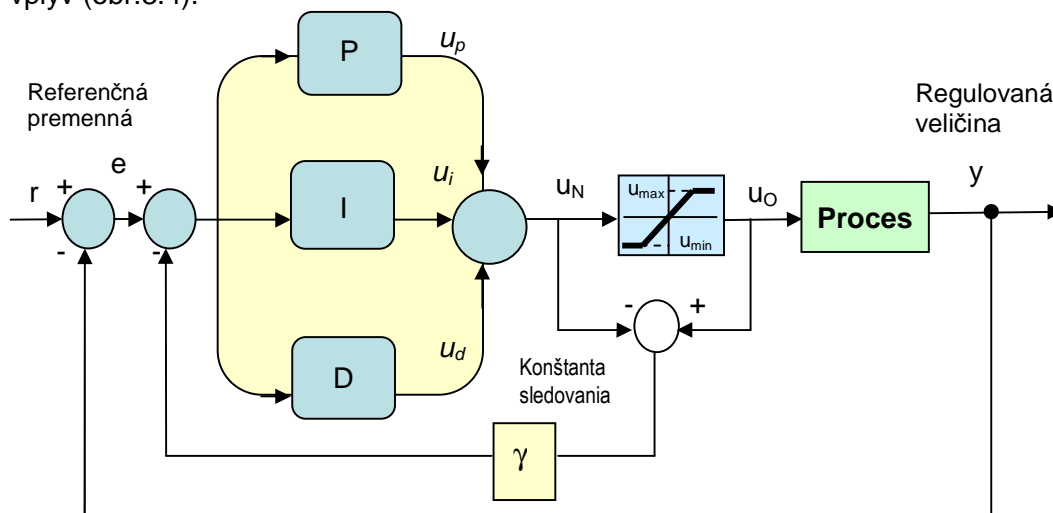 vplyv (obr.3.4).
P
u_p
Referenčná
premenná
Regulovaná
veličina
r
+
-
e
+
-
u_i
I
u_N
u_max
u_min
u_O
Proces
y
-
+
D
u_d
Konštanta
sledovania
γ